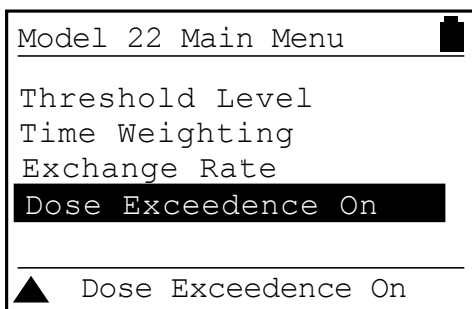 Model 22 Main Menu
Threshold Level
Time Weighting
Exchange Rate
Dose Exceedence On
Dose Exceedence On